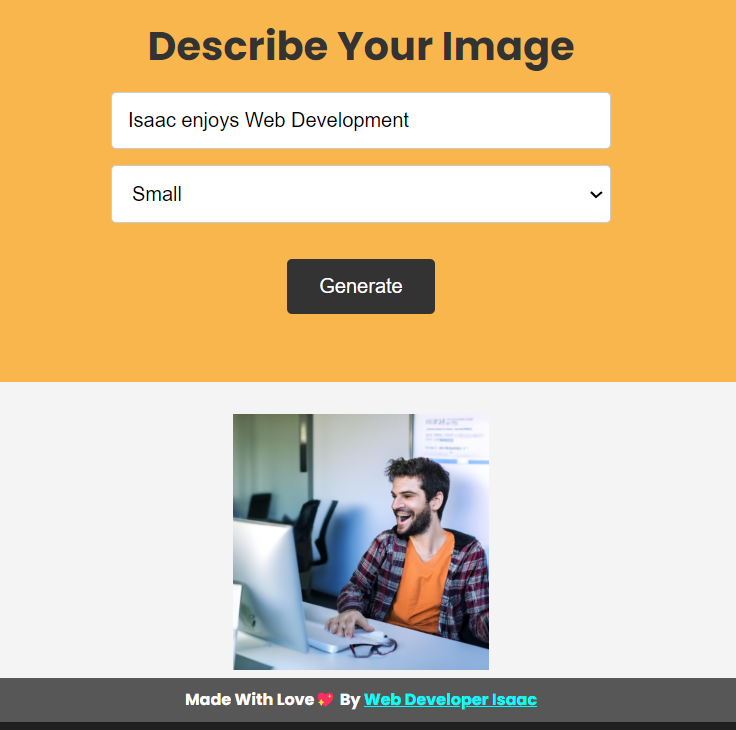 Describe Your Image
Isaac enjoys Web Development
Small
Generate
Made With Love💖 By Web Developer Isaac